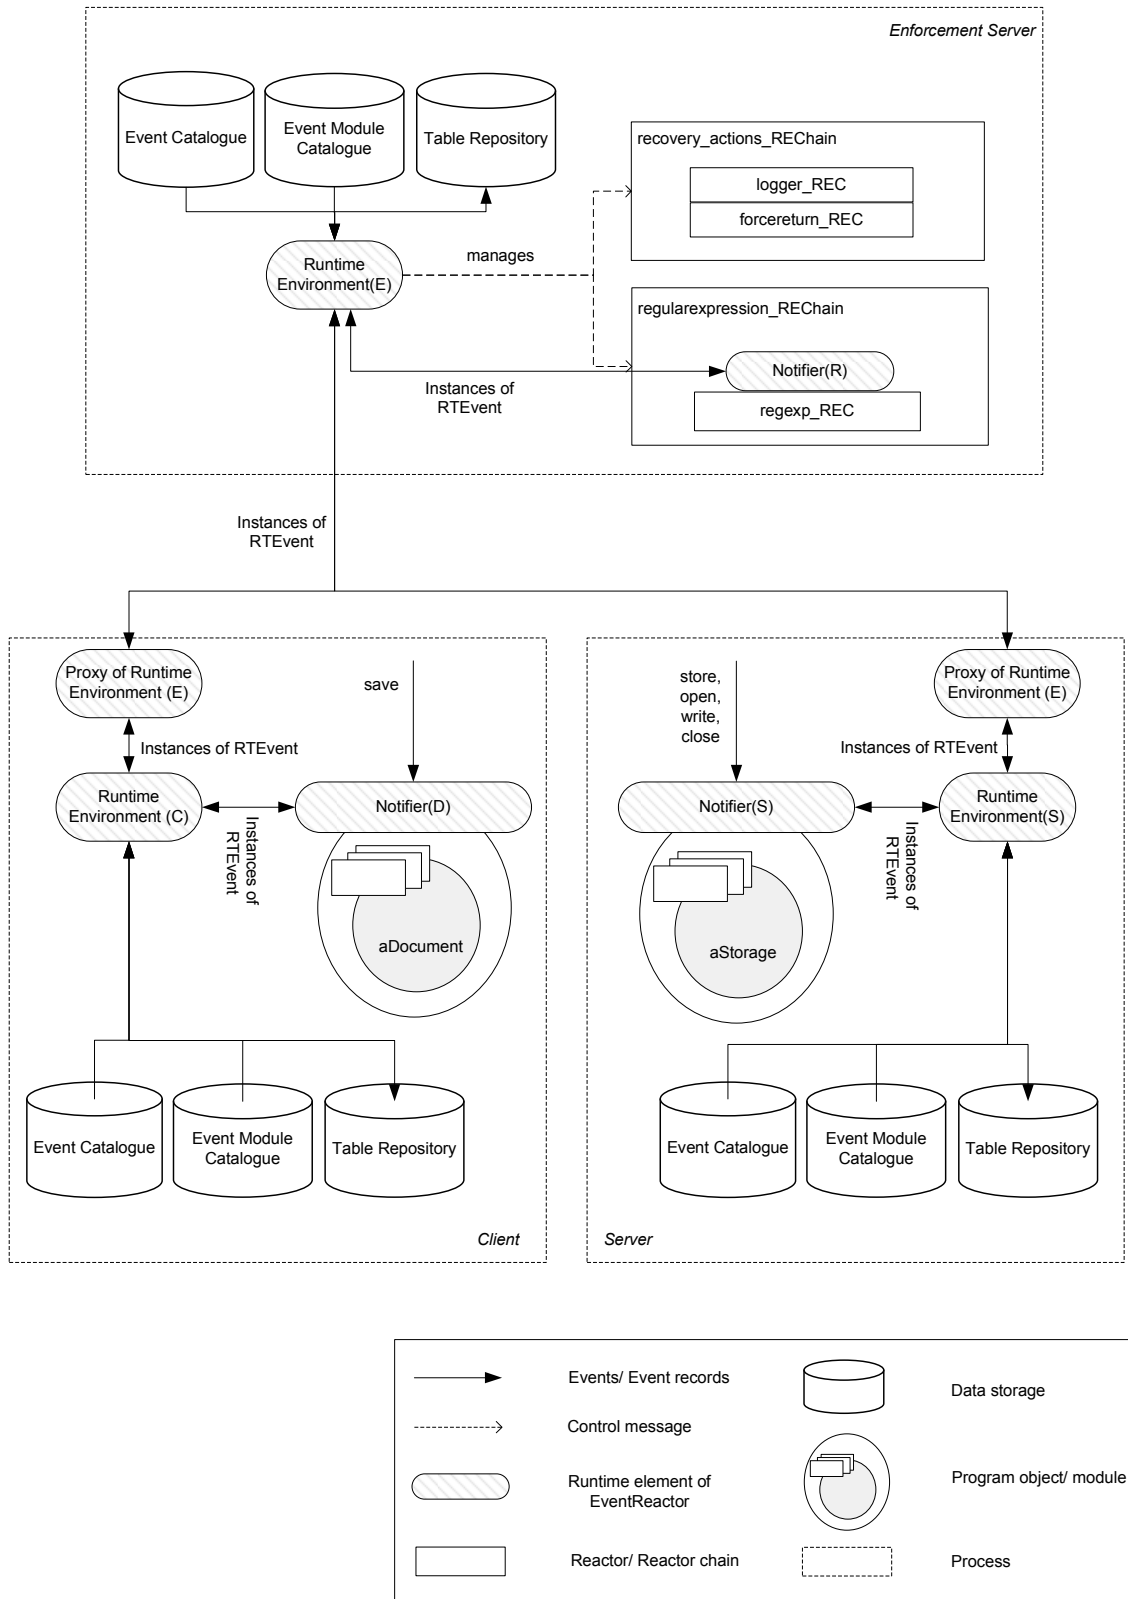 Enforcement Server
Event Catalogue
Event Module
Catalogue
Table Repository
recovery_actions_REChain
logger_REC
forcereturn_REC
Runtime
Environment(E)
manages
regularexpression_REChain
Notifier(R)
regexp_REC
Instances of
RTEvent
Instances of
RTEvent
Proxy of Runtime
Environment (E)
save
Instances of RTEvent
Runtime
Environment (C)
Notifier(D)
Instances of
RTEvent
aDocument
Event Catalogue
Event Module
Catalogue
Table Repository
Client
store,
open,
write,
close
Proxy of Runtime
Environment (E)
Instances of RTEvent
Notifier(S)
Runtime
Environment(S)
Instances of
RTEvent
aStorage
Event Catalogue
Event Module
Catalogue
Table Repository
Server
Events/ Event records
Data storage
Control message
Runtime element of
EventReactor
Program object/ module
Reactor/ Reactor chain
Process